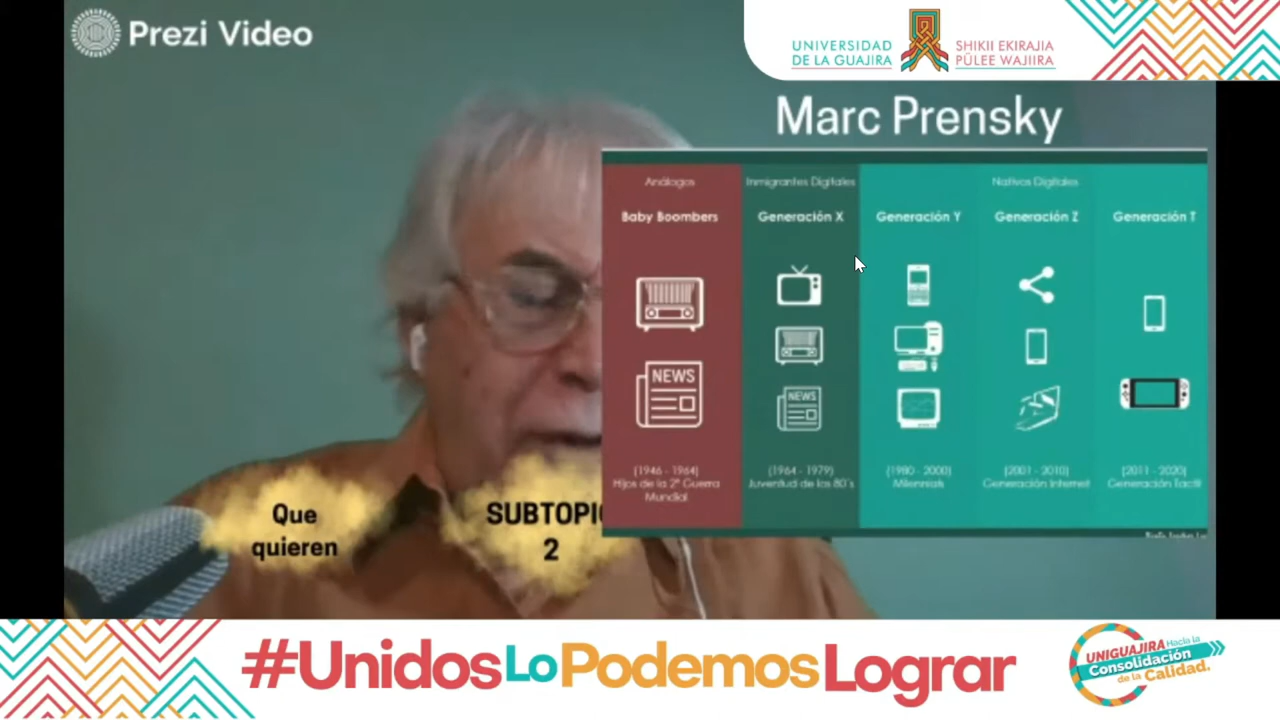 Prezi Video
UNIVERSIDAD
DE LA GUAJIRA
SHIKII EKIRAJIA
PÜLEE WAJIIRA
Marc Prensky
Análogos
Inmigrantes Digitales
Nativos Digitales
Baby Boombers
Generación X
Generación Y
Generación Z
Generación T
NEWS
NEWS
(1946 - 1964)
Hijos de la 2ª Guerra
Mundial
(1964 - 1979)
Juventud de los 80's
(1980 - 2000)
Milennials
(2001 - 2010)
Generación Internet
(2011 - 2020)
Generación Tactil
Que
quieren
SUBTOPI
2
#UnidosLoPodemosLograr
UNIGUAJIRA Hacia la
Consolidación
de la Calidad.